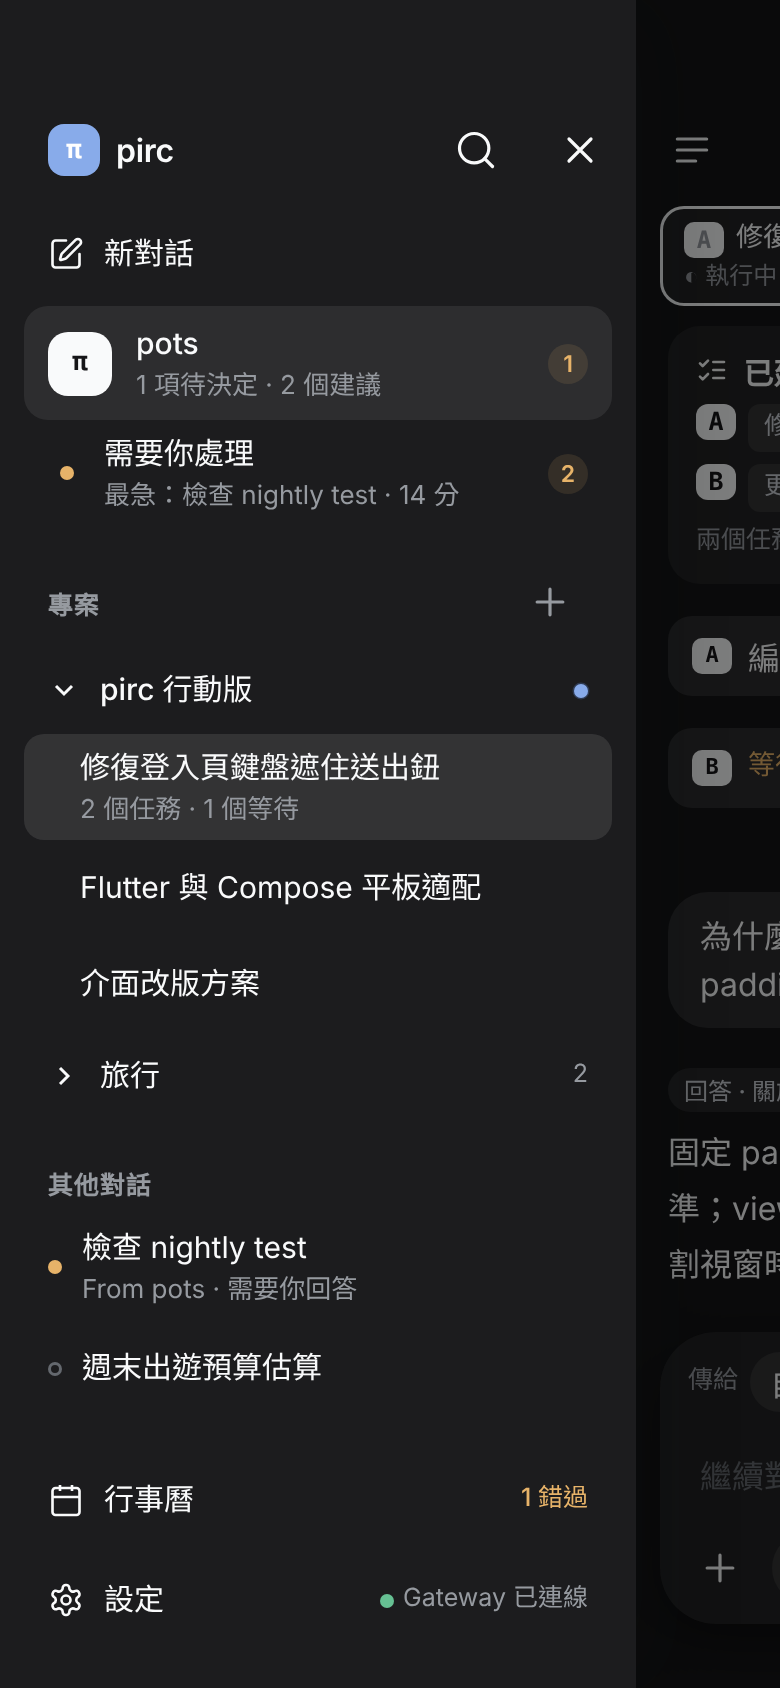 π pirc
新對話
π pots
1 項待決定 · 2 個建議
1
需要你處理
最急：檢查 nightly test · 14 分
2
專案
pirc 行動版
修復登入頁鍵盤遮住送出鈕
2 個任務 · 1 個等待
Flutter 與 Compose 平板適配
介面改版方案
旅行 2
其他對話
檢查 nightly test
From pots · 需要你回答
週末出遊預算估算
行事曆 1 錯過
設定 Gateway 已連線
A 修復
執行中
已
A 修
B 更
兩個任務
A 編
B 等
為什麼
paddi
回答 · 關
固定 pa
準；view
割視窗時
傳給
繼續對